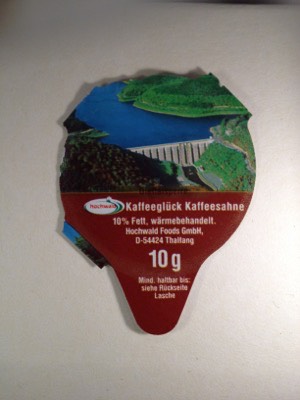 hochwald Kaffeeglück Kaffeesahne
10% Fett, wärmebehandelt.
Hochwald Foods GmbH,
D-54424 Thalfang
10 g
Mind. haltbar bis:
siehe Rückseite
Lasche